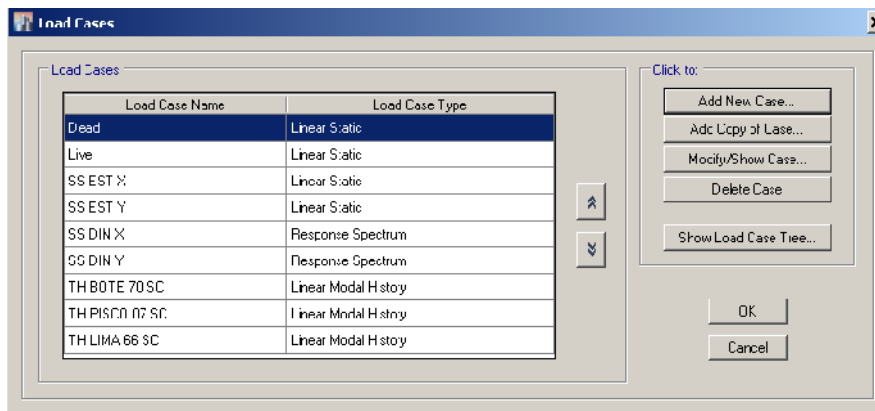 Load Cases
Load Cases
Click to:
Load Case Name Load Case Type
Dead Linear Static
Live Linear Static
SS EST X Linear Static
SS EST Y Linear Static
SS DIN X Response Spectrum
SS DIN Y Response Spectrum
TH BOTE 70 SC Linear Modal History
TH PISCO 07 SC Linear Modal History
TH LIMA 66 SC Linear Modal History
Add New Case...
Add Copy of Case...
Modify/Show Case...
Delete Case
Show Load Case Tree...
OK
Cancel